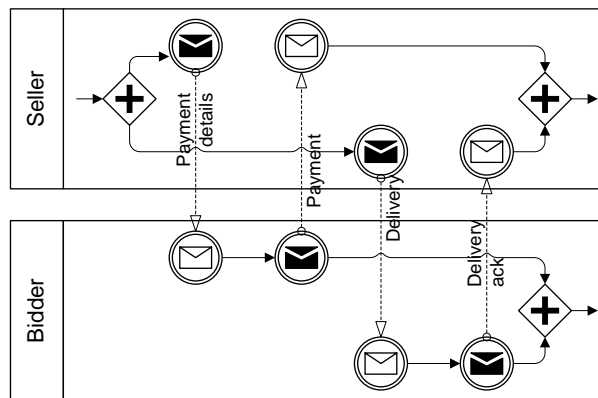 Seller
Payment
details
Payment
Delivery
Delivery
ack
Bidder